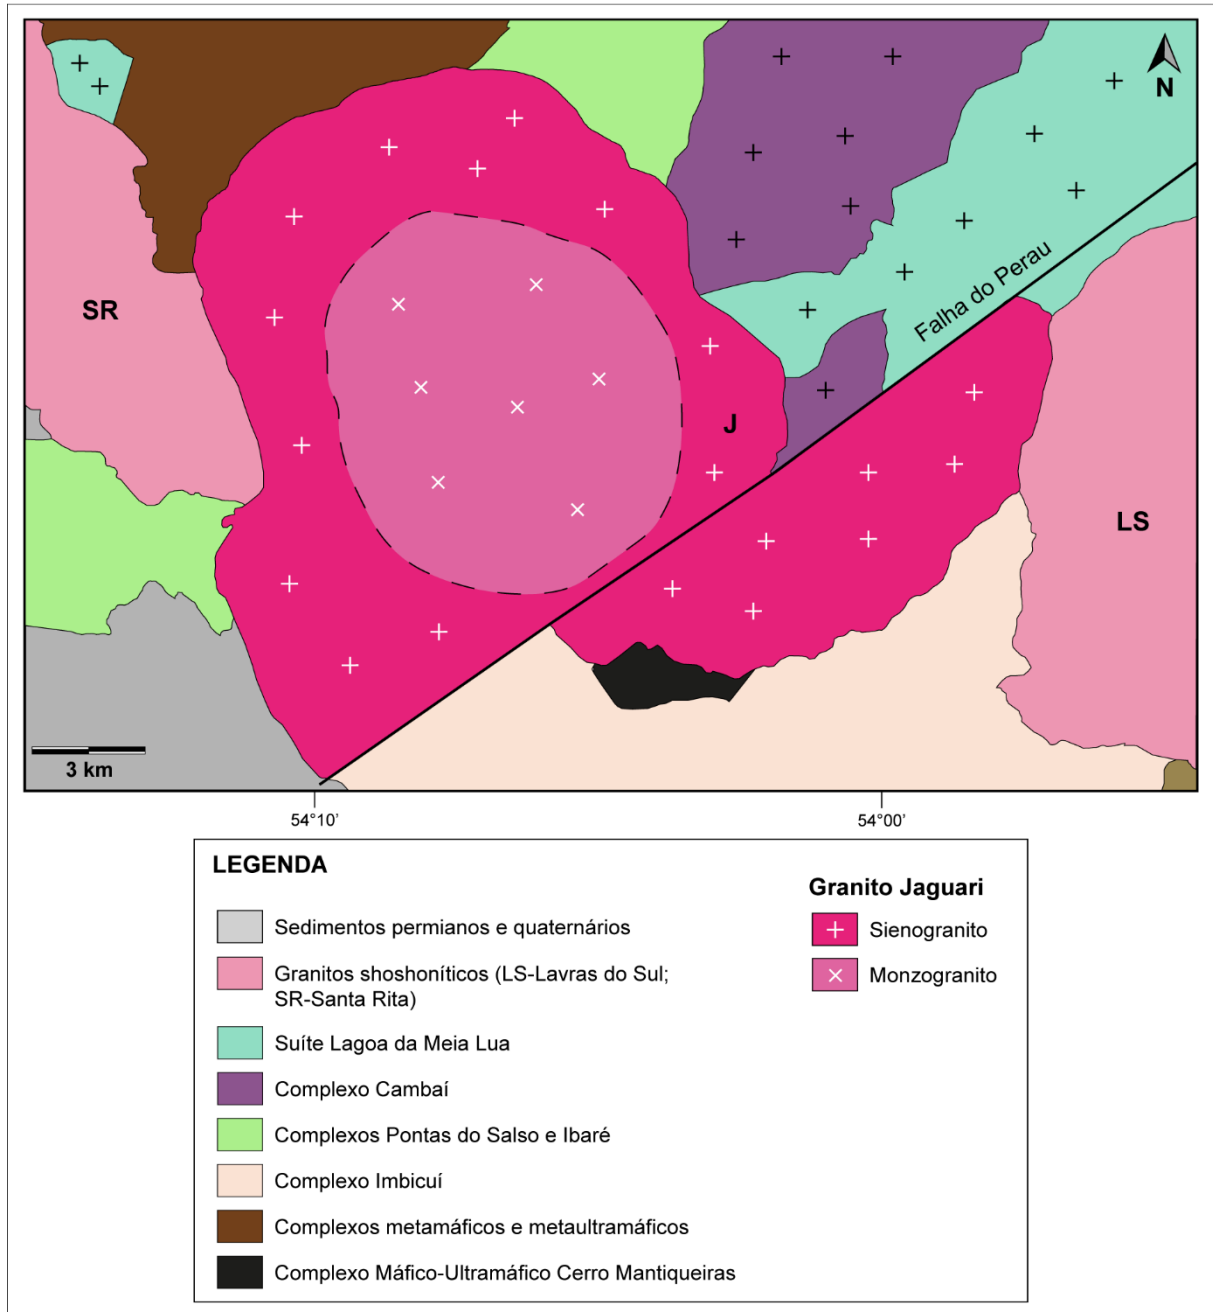 N
SR
Falha do Perau
J
LS
3 km
54°10'
54°00'
LEGENDA
Sedimentos permianos e quaternários
Granitos shoshoníticos (LS-Lavras do Sul;
SR-Santa Rita)
Suíte Lagoa da Meia Lua
Complexo Cambaí
Complexos Pontas do Salso e Ibaré
Complexo Imbicuí
Complexos metamáficos e metaultramáficos
Complexo Máfico-Ultramáfico Cerro Mantiqueiras
Granito Jaguari
Sienogranito
Monzogranito